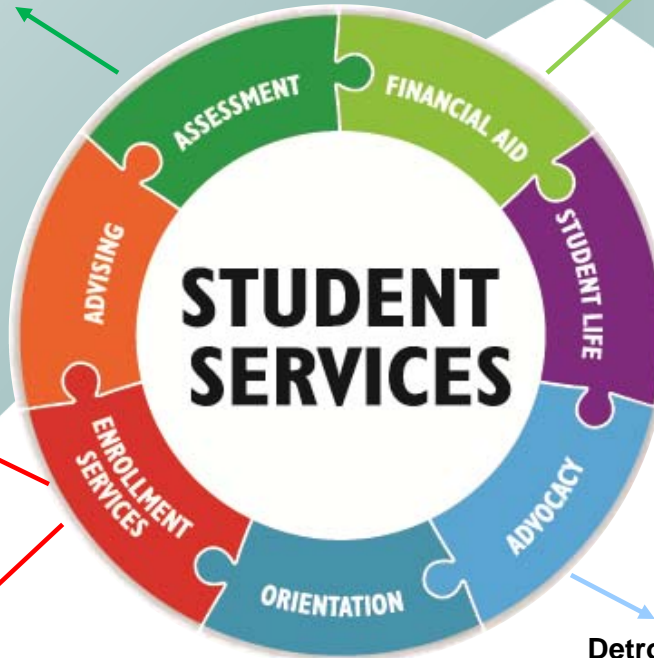 ASSESSMENT
FINANCIAL AID
STUDENT LIFE
ADVISING
STUDENT
SERVICES
ENROLLMENT
SERVICES
ADVOCACY
ORIENTATION